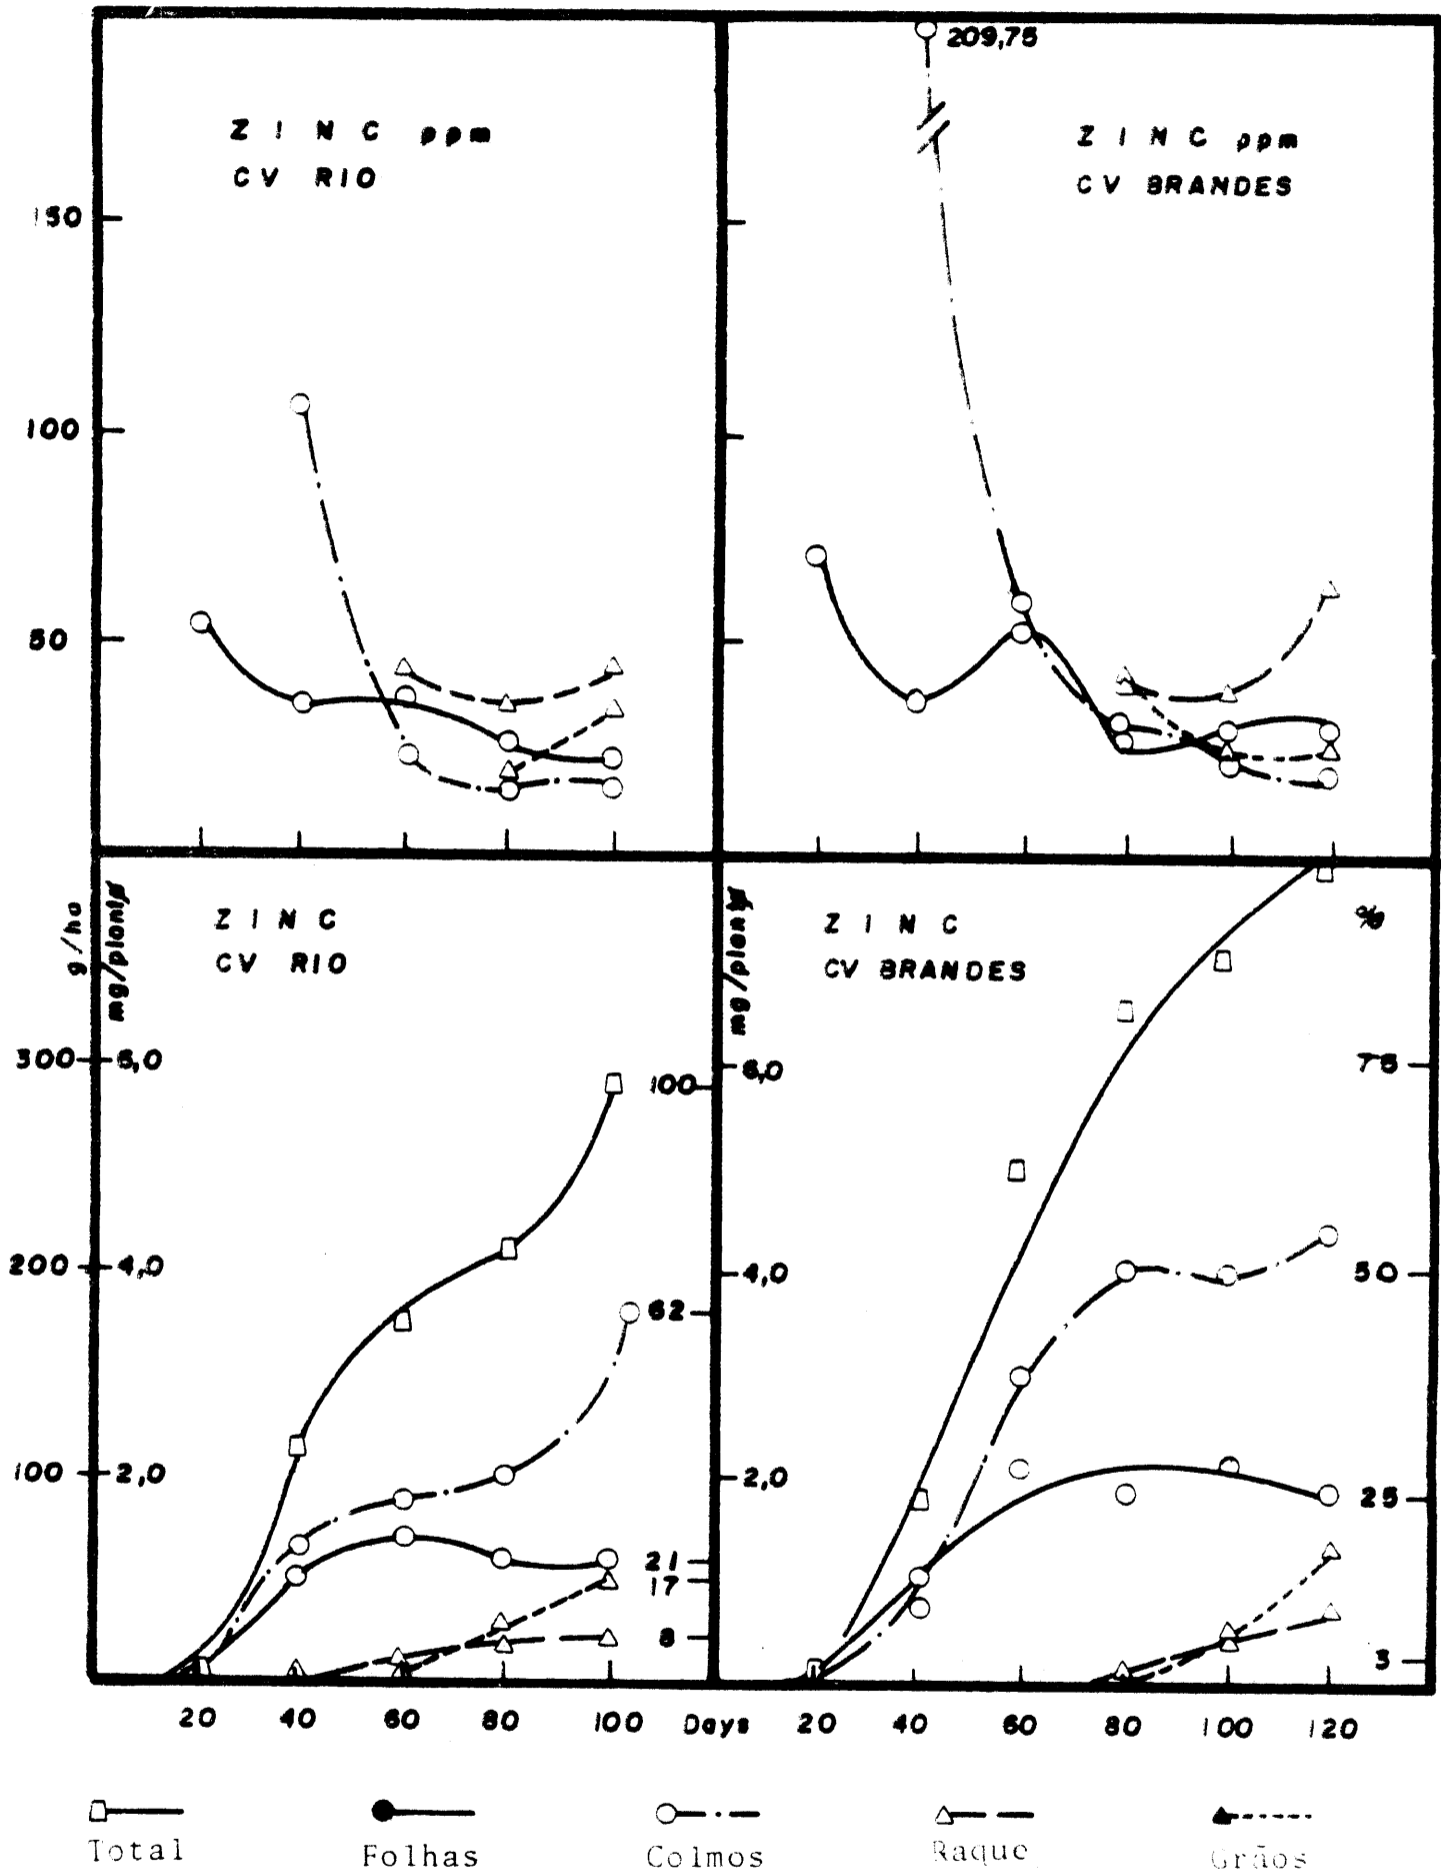 209,75
Z I N C ppm
CV RIO
Z I N C ppm
CV BRANDES
150
100
50
g/ha
mg/plant
Z I N C
CV RIO
mg/plant
Z I N C
CV BRANDES
%
300
6,0
100
6,0
75
200
4,0
62
4,0
50
100
2,0
21
17
8
2,0
25
3
20 40 60 80 100 Days 20 40 60 80 100 120
Total Folhas Colmos Raque Grãos